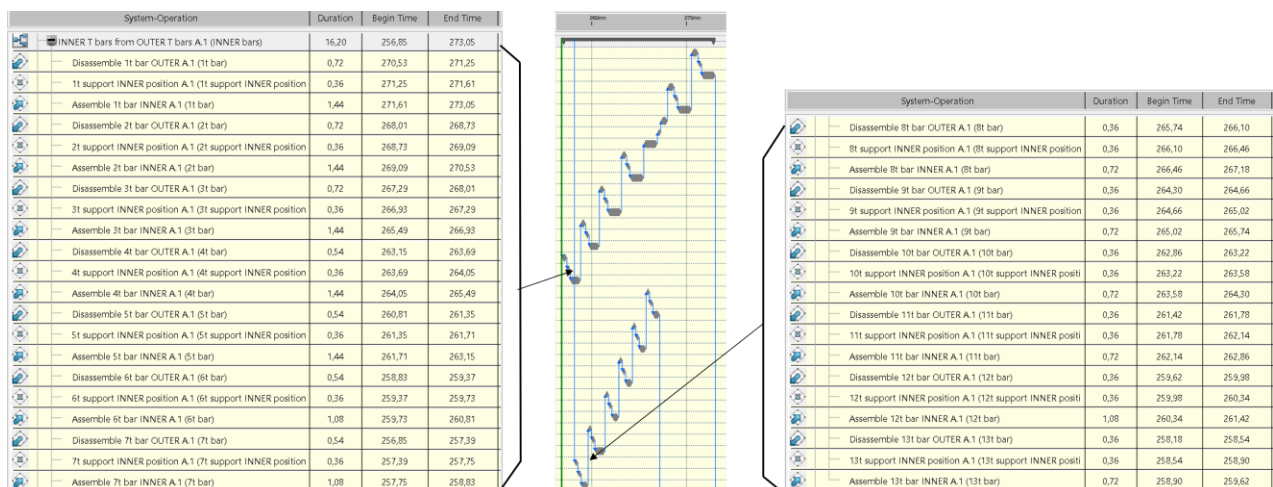 System-Operation Duration Begin Time End Time
INNER T bars from OUTER T bars A.1 (INNER bars) 16,20 256,85 273,05
Disassemble 1t bar OUTER A.1 (1t bar) 0,72 270,53 271,25
1t support INNER position A.1 (1t support INNER position 0,36 271,25 271,61
Assemble 1t bar INNER A.1 (1t bar) 1,44 271,61 273,05
Disassemble 2t bar OUTER A.1 (2t bar) 0,72 268,01 268,73
2t support INNER position A.1 (2t support INNER position 0,36 268,73 269,09
Assemble 2t bar INNER A.1 (2t bar) 1,44 269,09 270,53
Disassemble 3t bar OUTER A.1 (3t bar) 0,72 267,29 268,01
3t support INNER position A.1 (3t support INNER position 0,36 266,93 267,29
Assemble 3t bar INNER A.1 (3t bar) 1,44 265,49 266,93
Disassemble 4t bar OUTER A.1 (4t bar) 0,54 263,15 263,69
4t support INNER position A.1 (4t support INNER position 0,36 263,69 264,05
Assemble 4t bar INNER A.1 (4t bar) 1,44 264,05 265,49
Disassemble 5t bar OUTER A.1 (5t bar) 0,54 260,81 261,35
5t support INNER position A.1 (5t support INNER position 0,36 261,35 261,71
Assemble 5t bar INNER A.1 (5t bar) 1,44 261,71 263,15
Disassemble 6t bar OUTER A.1 (6t bar) 0,54 258,83 259,37
6t support INNER position A.1 (6t support INNER position 0,36 259,37 259,73
Assemble 6t bar INNER A.1 (6t bar) 1,08 259,73 260,81
Disassemble 7t bar OUTER A.1 (7t bar) 0,54 256,85 257,39
7t support INNER position A.1 (7t support INNER position 0,36 257,39 257,75
Assemble 7t bar INNER A.1 (7t bar) 1,08 257,75 258,83
260mn 270mn
System-Operation Duration Begin Time End Time
Disassemble 8t bar OUTER A.1 (8t bar) 0,36 265,74 266,10
8t support INNER position A.1 (8t support INNER position 0,36 266,10 266,46
Assemble 8t bar INNER A.1 (8t bar) 0,72 266,46 267,18
Disassemble 9t bar OUTER A.1 (9t bar) 0,36 264,30 264,66
9t support INNER position A.1 (9t support INNER position 0,36 264,66 265,02
Assemble 9t bar INNER A.1 (9t bar) 0,72 265,02 265,74
Disassemble 10t bar OUTER A.1 (10t bar) 0,36 262,86 263,22
10t support INNER position A.1 (10t support INNER positi 0,36 263,22 263,58
Assemble 10t bar INNER A.1 (10t bar) 0,72 263,58 264,30
Disassemble 11t bar OUTER A.1 (11t bar) 0,36 261,42 261,78
11t support INNER position A.1 (11t support INNER positi 0,36 261,78 262,14
Assemble 11t bar INNER A.1 (11t bar) 0,72 262,14 262,86
Disassemble 12t bar OUTER A.1 (12t bar) 0,36 259,62 259,98
12t support INNER position A.1 (12t support INNER positi 0,36 259,98 260,34
Assemble 12t bar INNER A.1 (12t bar) 1,08 260,34 261,42
Disassemble 13t bar OUTER A.1 (13t bar) 0,36 258,18 258,54
13t support INNER position A.1 (13t support INNER positi 0,36 258,54 258,90
Assemble 13t bar INNER A.1 (13t bar) 0,72 258,90 259,62